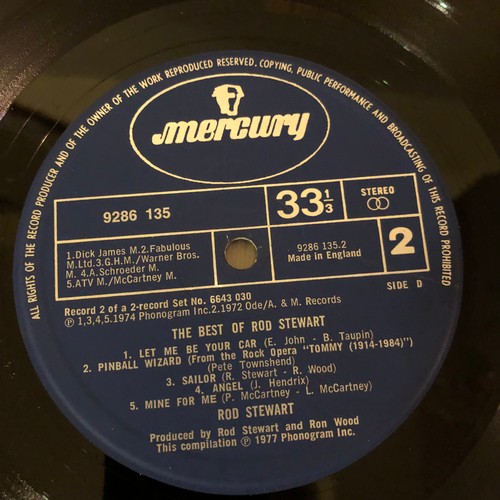 ALL RIGHTS OF THE RECORD PRODUCER AND OF THE OWNER OF THE WORK REPRODUCED RESERVED. COPYING, PUBLIC PERFORMANCE AND BROADCASTING OF THIS RECORD PROHIBITED
mercury
9286 135
33 1/3
STEREO
1.Dick James M.2.Fabulous
M.Ltd.3.G.H.M./Warner Bros.
M. 4.A.Schroeder M.
5.ATV M./McCartney M.
9286 135.2
Made in England
2
SIDE D
Record 2 of a 2-record Set No. 6643 030
℗ 1,3,4,5.1974 Phonogram Inc.2.1972 Ode/A. & M. Records
THE BEST OF ROD STEWART
1. LET ME BE YOUR CAR (E. John - B. Taupin)
2. PINBALL WIZARD (From the Rock Opera "TOMMY (1914-1984)")
(Pete Townshend)
3. SAILOR (R. Stewart - R. Wood)
4. ANGEL (J. Hendrix)
5. MINE FOR ME (P. McCartney - L. McCartney)
ROD STEWART
Produced by Rod Stewart and Ron Wood
This compilation ℗ 1977 Phonogram Inc.